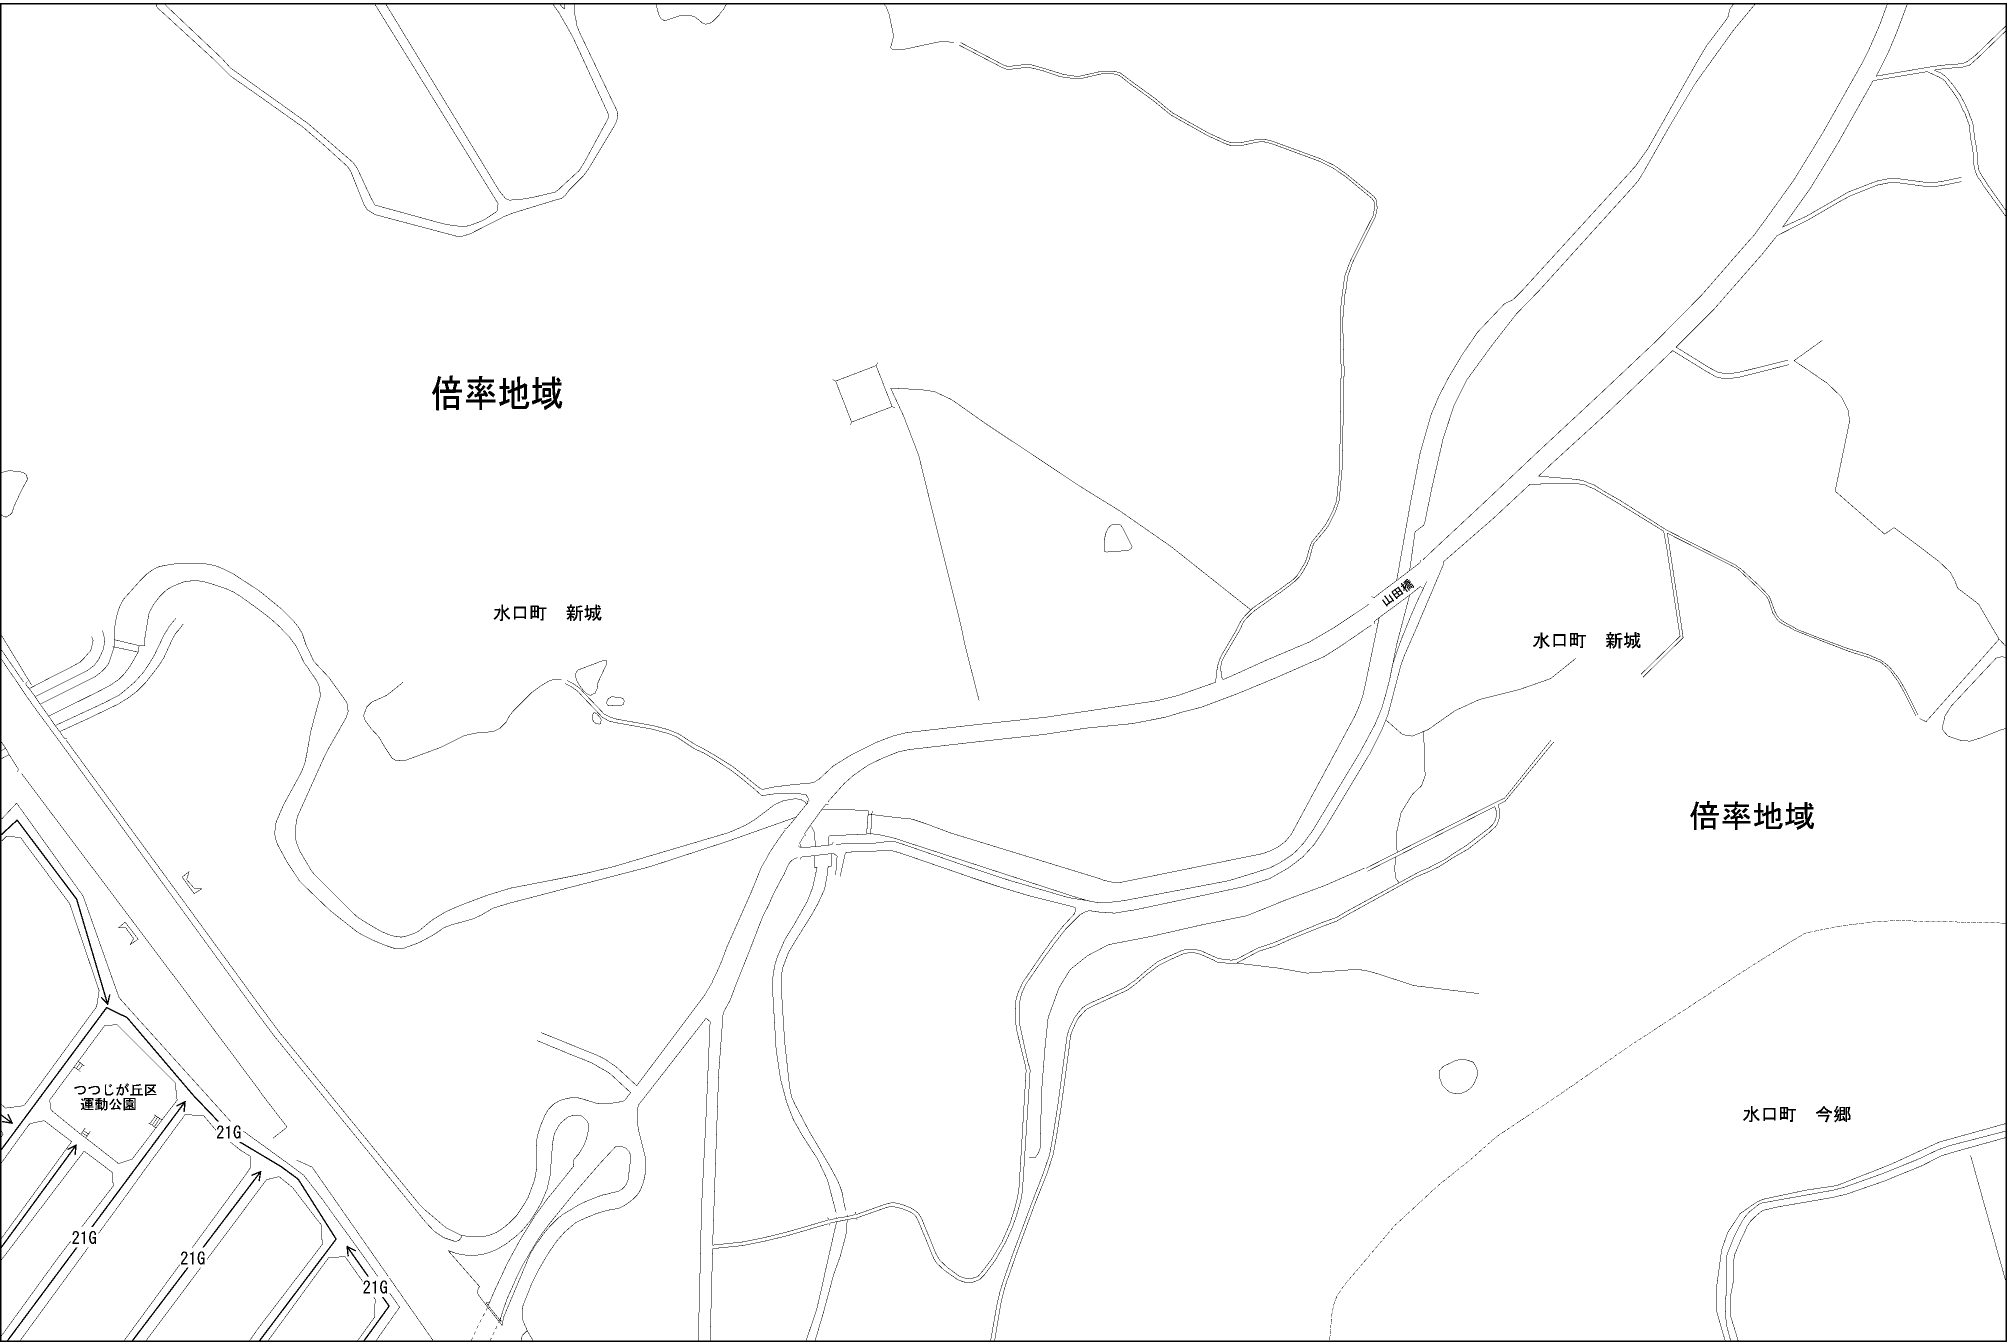 倍率地域
山田橋
水口町　新城
水口町　新城
倍率地域
つつじが丘区
運動公園
水口町　今郷
21G
21G
21G
21G